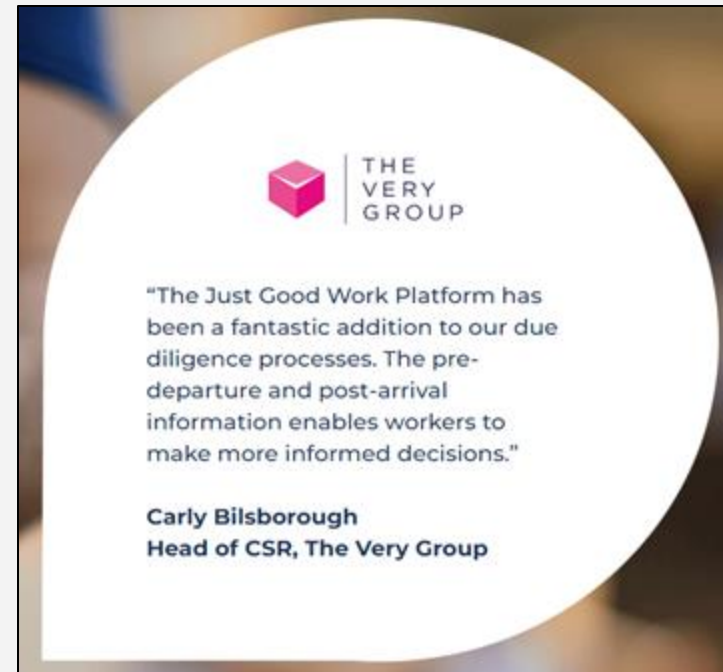 THE
VERY
GROUP
“The Just Good Work Platform has
been a fantastic addition to our due
diligence processes. The pre-
departure and post-arrival
information enables workers to
make more informed decisions.”
Carly Bilsborough
Head of CSR, The Very Group